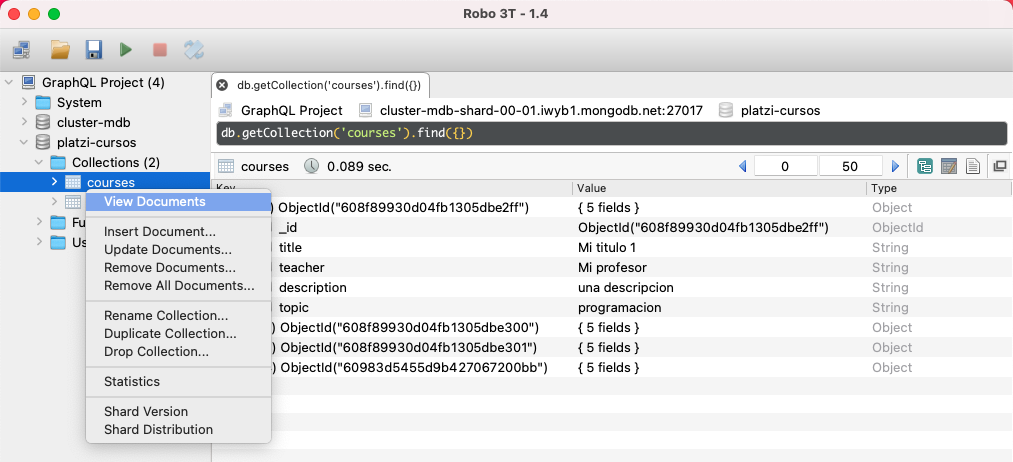 Robo 3T - 1.4
GraphQL Project (4)
System
cluster-mdb
platzi-cursos
Collections (2)
courses
Fu
Us
View Documents
Insert Document...
Update Documents...
Remove Documents...
Remove All Documents...
Rename Collection...
Duplicate Collection...
Drop Collection...
Statistics
Shard Version
Shard Distribution
db.getCollection('courses').find({})
GraphQL Project cluster-mdb-shard-00-01.iwyb1.mongodb.net:27017 platzi-cursos
db.getCollection('courses').find({})
courses 0.089 sec. 0 50
Key Value Type
) ObjectId("608f89930d04fb1305dbe2ff") { 5 fields } Object
_id ObjectId("608f89930d04fb1305dbe2ff") ObjectId
title Mi titulo 1 String
teacher Mi profesor String
description una descripcion String
topic programacion String
) ObjectId("608f89930d04fb1305dbe300") { 5 fields } Object
) ObjectId("608f89930d04fb1305dbe301") { 5 fields } Object
) ObjectId("60983d5455d9b427067200bb") { 5 fields } Object